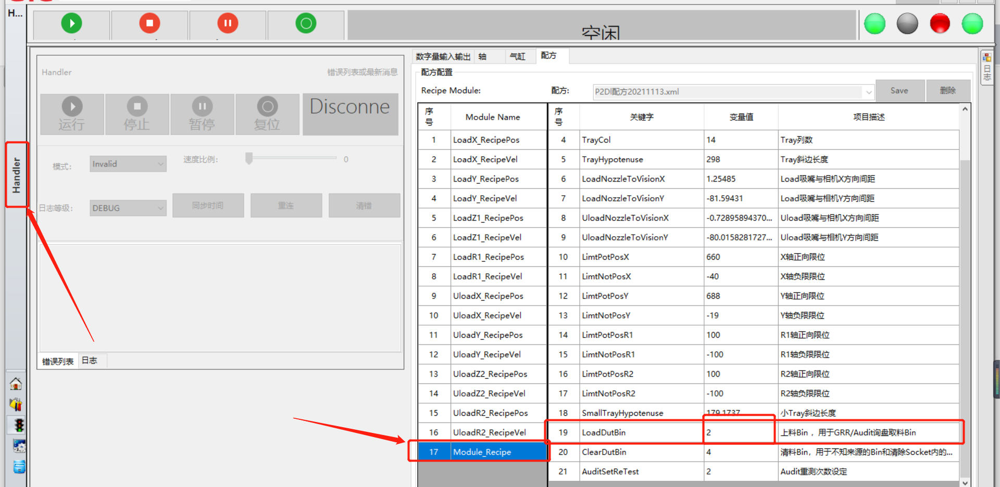 H...
空闲
Handler
Handler
错误列表或最新消息
运行
停止
暂停
复位
Disconne
模式:
Invalid
速度比例:
0
日志等级:
DEBUG
同步时间
重连
清错
错误列表
日志
数字量输入输出
轴
气缸
配方
配方配置
Recipe Module:
配方:
P2DI配方20211113.xml
Save
删除
日志
序号 Module Name
1 LoadX_RecipePos
2 LoadX_RecipeVel
3 LoadY_RecipePos
4 LoadY_RecipeVel
5 LoadZ1_RecipePos
6 LoadZ1_RecipeVel
7 LoadR1_RecipePos
8 LoadR1_RecipeVel
9 UloadX_RecipePos
10 UloadX_RecipeVel
11 UloadY_RecipePos
12 UloadY_RecipeVel
13 UloadZ2_RecipePos
14 UloadZ2_RecipeVel
15 UloadR2_RecipePos
16 UloadR2_RecipeVel
17 Module_Recipe
序号 关键字 变量值 项目描述
4 TrayCol 14 Tray列数
5 TrayHypotenuse 298 Tray斜边长度
6 LoadNozzleToVisionX 1.25485 Load吸嘴与相机X方向间距
7 LoadNozzleToVisionY -81.59431 Load吸嘴与相机Y方向间距
8 UloadNozzleToVisionX -0.72895894370... Uload吸嘴与相机X方向间距
9 UloadNozzleToVisionY -80.0158281727... Uload吸嘴与相机Y方向间距
10 LimtPotPosX 660 X轴正向限位
11 LimtNotPosX -40 X轴负限限位
12 LimtPotPosY 688 Y轴正向限位
13 LimtNotPosY -19 Y轴负限限位
14 LimtPotPosR1 100 R1轴正向限位
15 LimtNotPosR1 -100 R1轴负限限位
16 LimtPotPosR2 100 R2轴正向限位
17 LimtNotPosR2 -100 R2轴负限限位
18 SmallTrayHypotenuse 179.1737 小Tray斜边长度
19 LoadDutBin 2 上料Bin ，用于GRR/Audit询盘取料Bin
20 ClearDutBin 4 清料Bin，用于不知来源的Bin和清除Socket内的...
21 AuditSetReTest 2 Audit重测次数设定